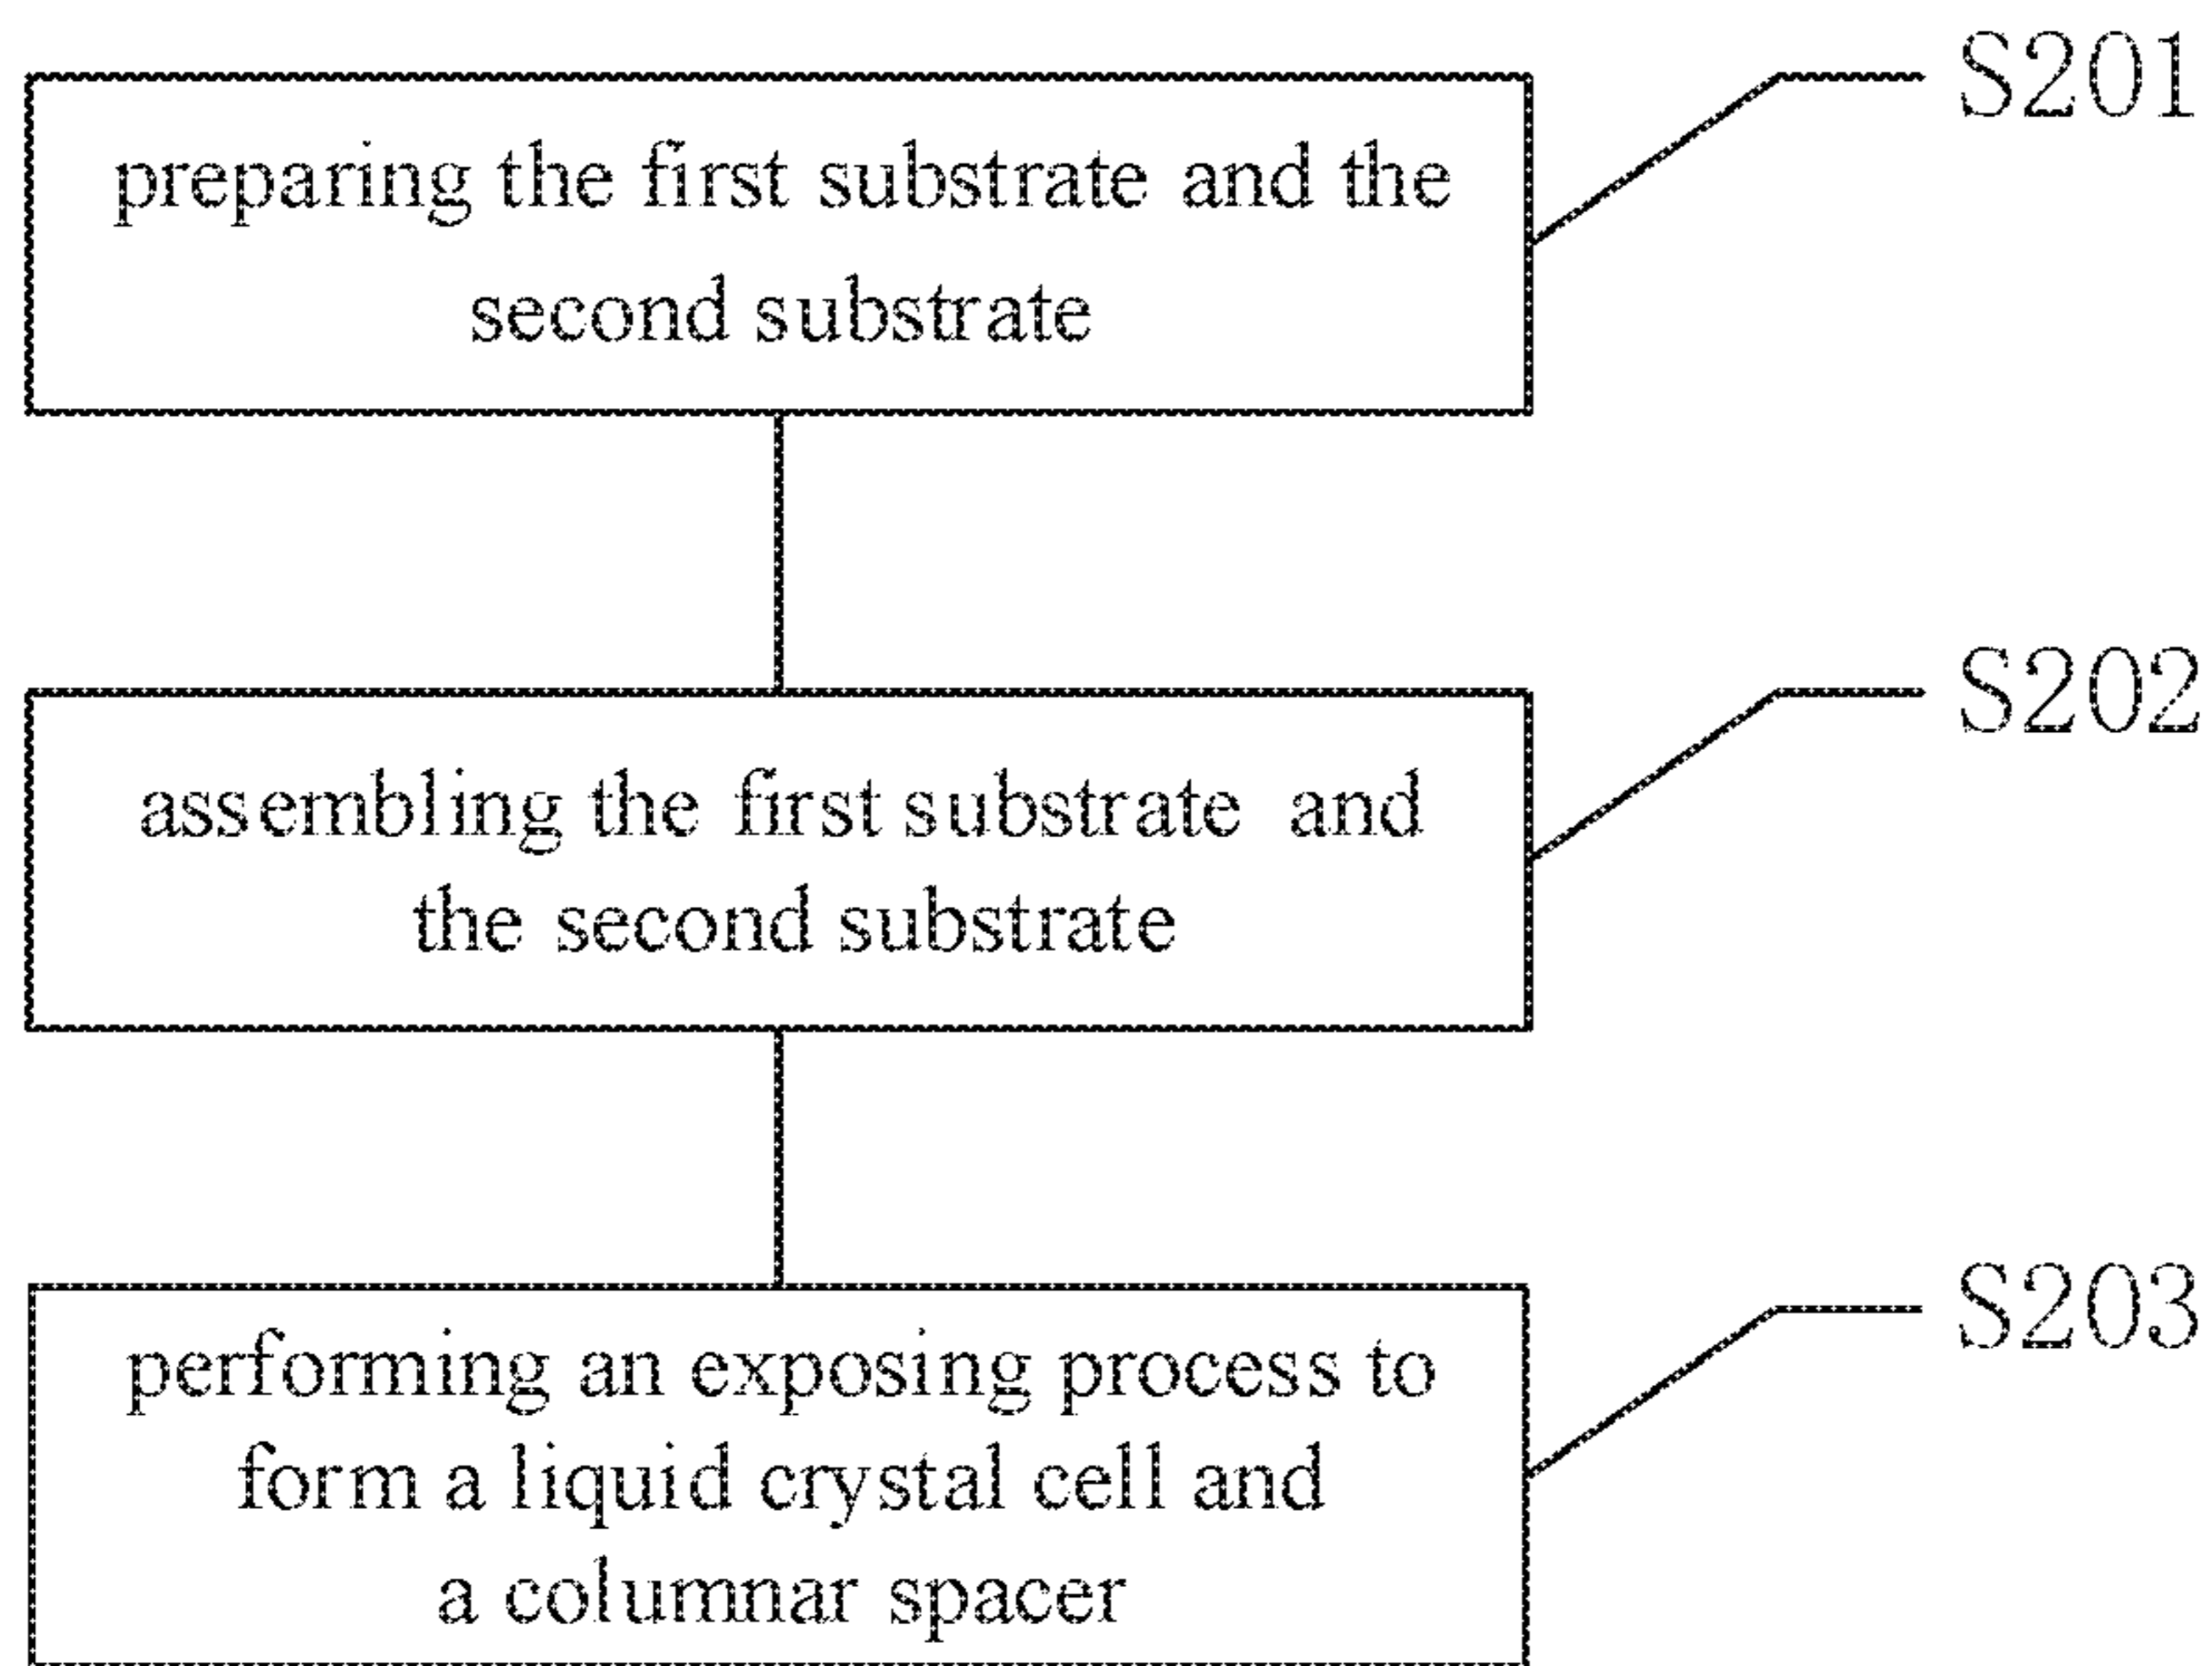 S201
preparing the first substrate and the
second substrate
S202
assembling the first substrate and
the second substrate
S203
performing an exposing process to
form a liquid crystal cell and
a columnar spacer